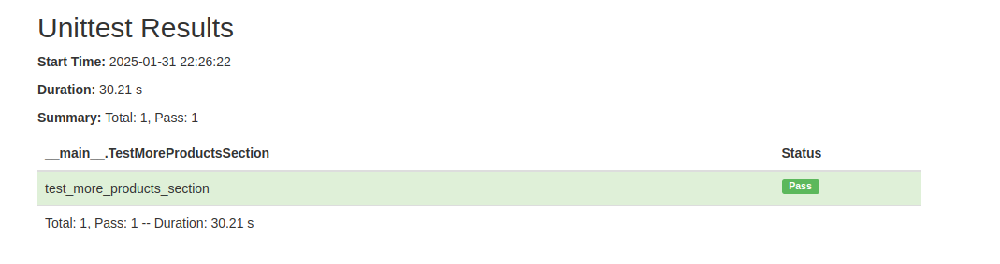 Unittest Results
Start Time: 2025-01-31 22:26:22
Duration: 30.21 s
Summary: Total: 1, Pass: 1
__main__.TestMoreProductsSection Status
test_more_products_section Pass
Total: 1, Pass: 1 -- Duration: 30.21 s